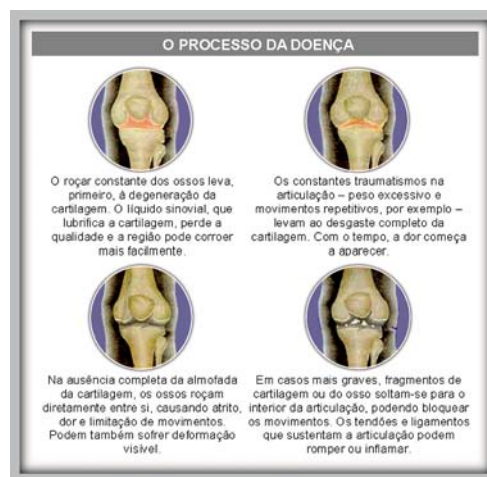 O PROCESSO DA DOENÇA
O roçar constante dos ossos leva,
primeiro, à degeneração da
cartilagem. O líquido sinovial, que
lubrifica a cartilagem, perde a
qualidade e a região pode corroer
mais facilmente.
Os constantes traumatismos na
articulação – peso excessivo e
movimentos repetitivos, por exemplo –
levam ao desgaste completo da
cartilagem. Com o tempo, a dor começa
a aparecer.
Na ausência completa da almofada
da cartilagem, os ossos roçam
diretamente entre si, causando atrito,
dor e limitação de movimentos.
Podem também sofrer deformação
visível.
Em casos mais graves, fragmentos de
cartilagem ou do osso soltam-se para o
interior da articulação, podendo bloquear
os movimentos. Os tendões e ligamentos
que sustentam a articulação podem
romper ou inflamar.